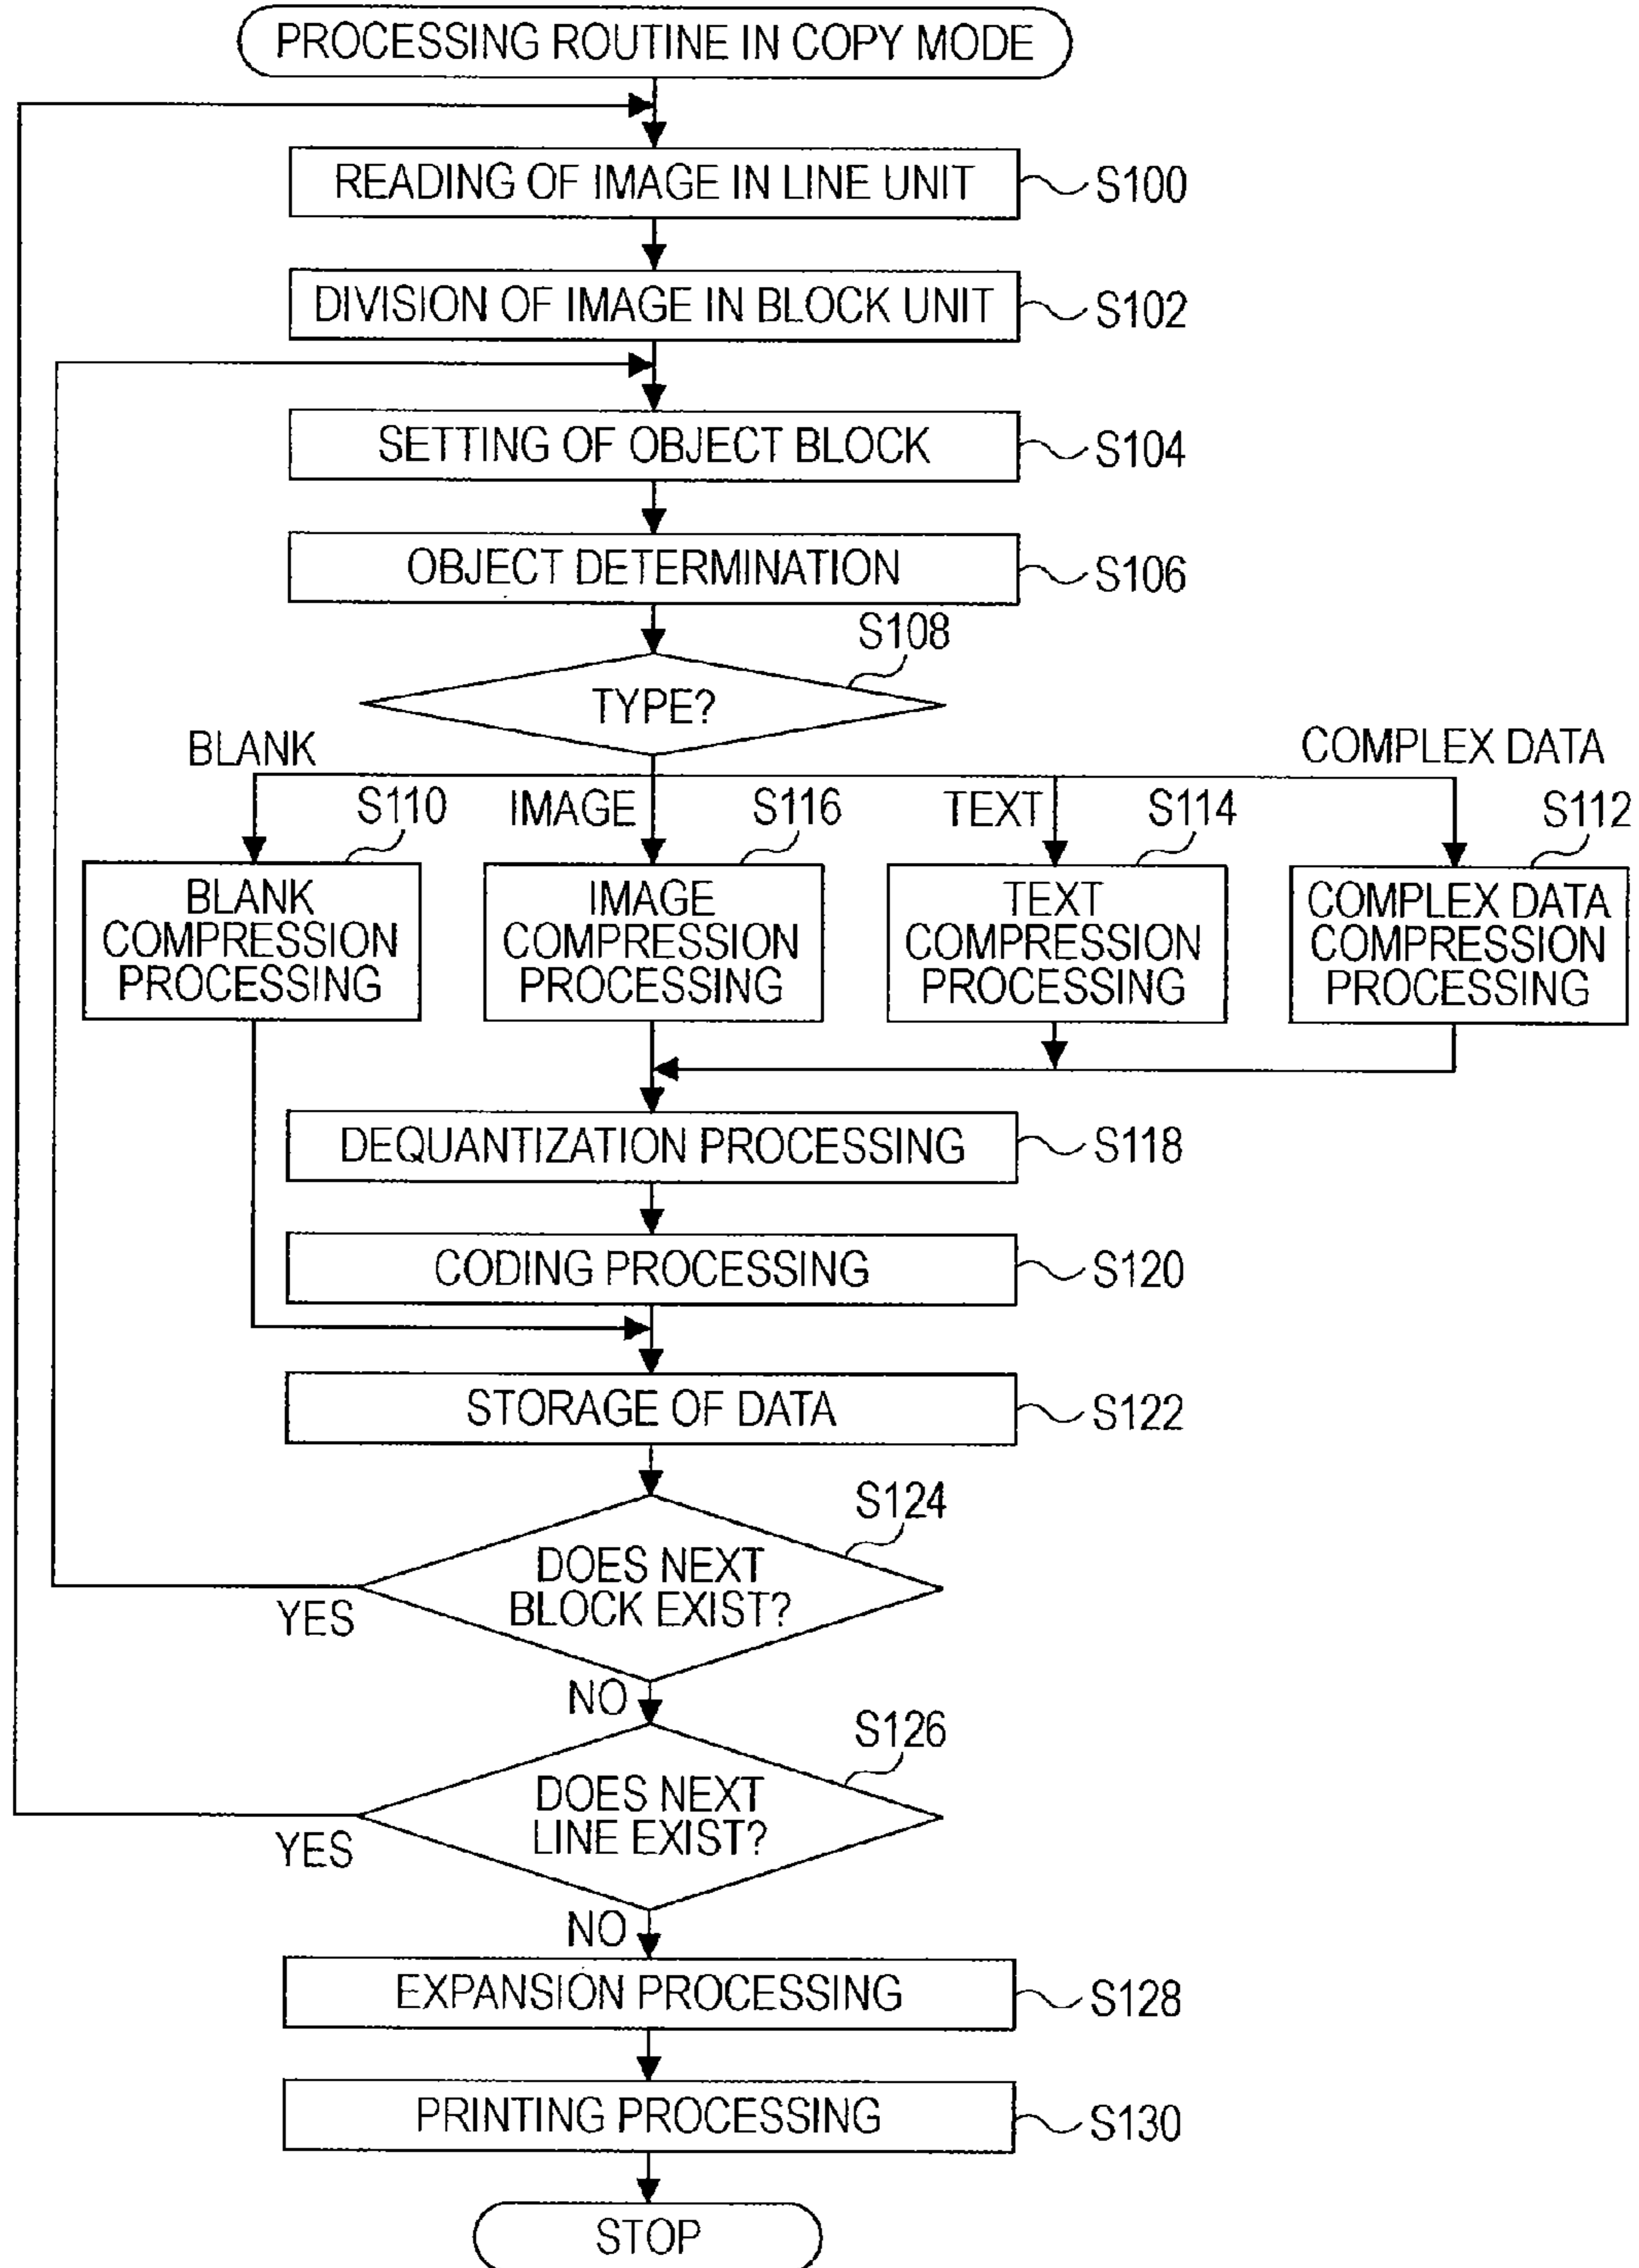 PROCESSING ROUTINE IN COPY MODE
READING OF IMAGE IN LINE UNIT
S100
DIVISION OF IMAGE IN BLOCK UNIT
S102
SETTING OF OBJECT BLOCK
S104
OBJECT DETERMINATION
S106
S108
TYPE?
BLANK
COMPLEX DATA
S110
IMAGE
S116
TEXT
S114
S112
BLANK
COMPRESSION
PROCESSING
IMAGE
COMPRESSION
PROCESSING
TEXT
COMPRESSION
PROCESSING
COMPLEX DATA
COMPRESSION
PROCESSING
DEQUANTIZATION PROCESSING
S118
CODING PROCESSING
S120
STORAGE OF DATA
S122
S124
DOES NEXT
BLOCK EXIST?
YES
NO
S126
DOES NEXT
LINE EXIST?
YES
NO
EXPANSION PROCESSING
S128
PRINTING PROCESSING
S130
STOP